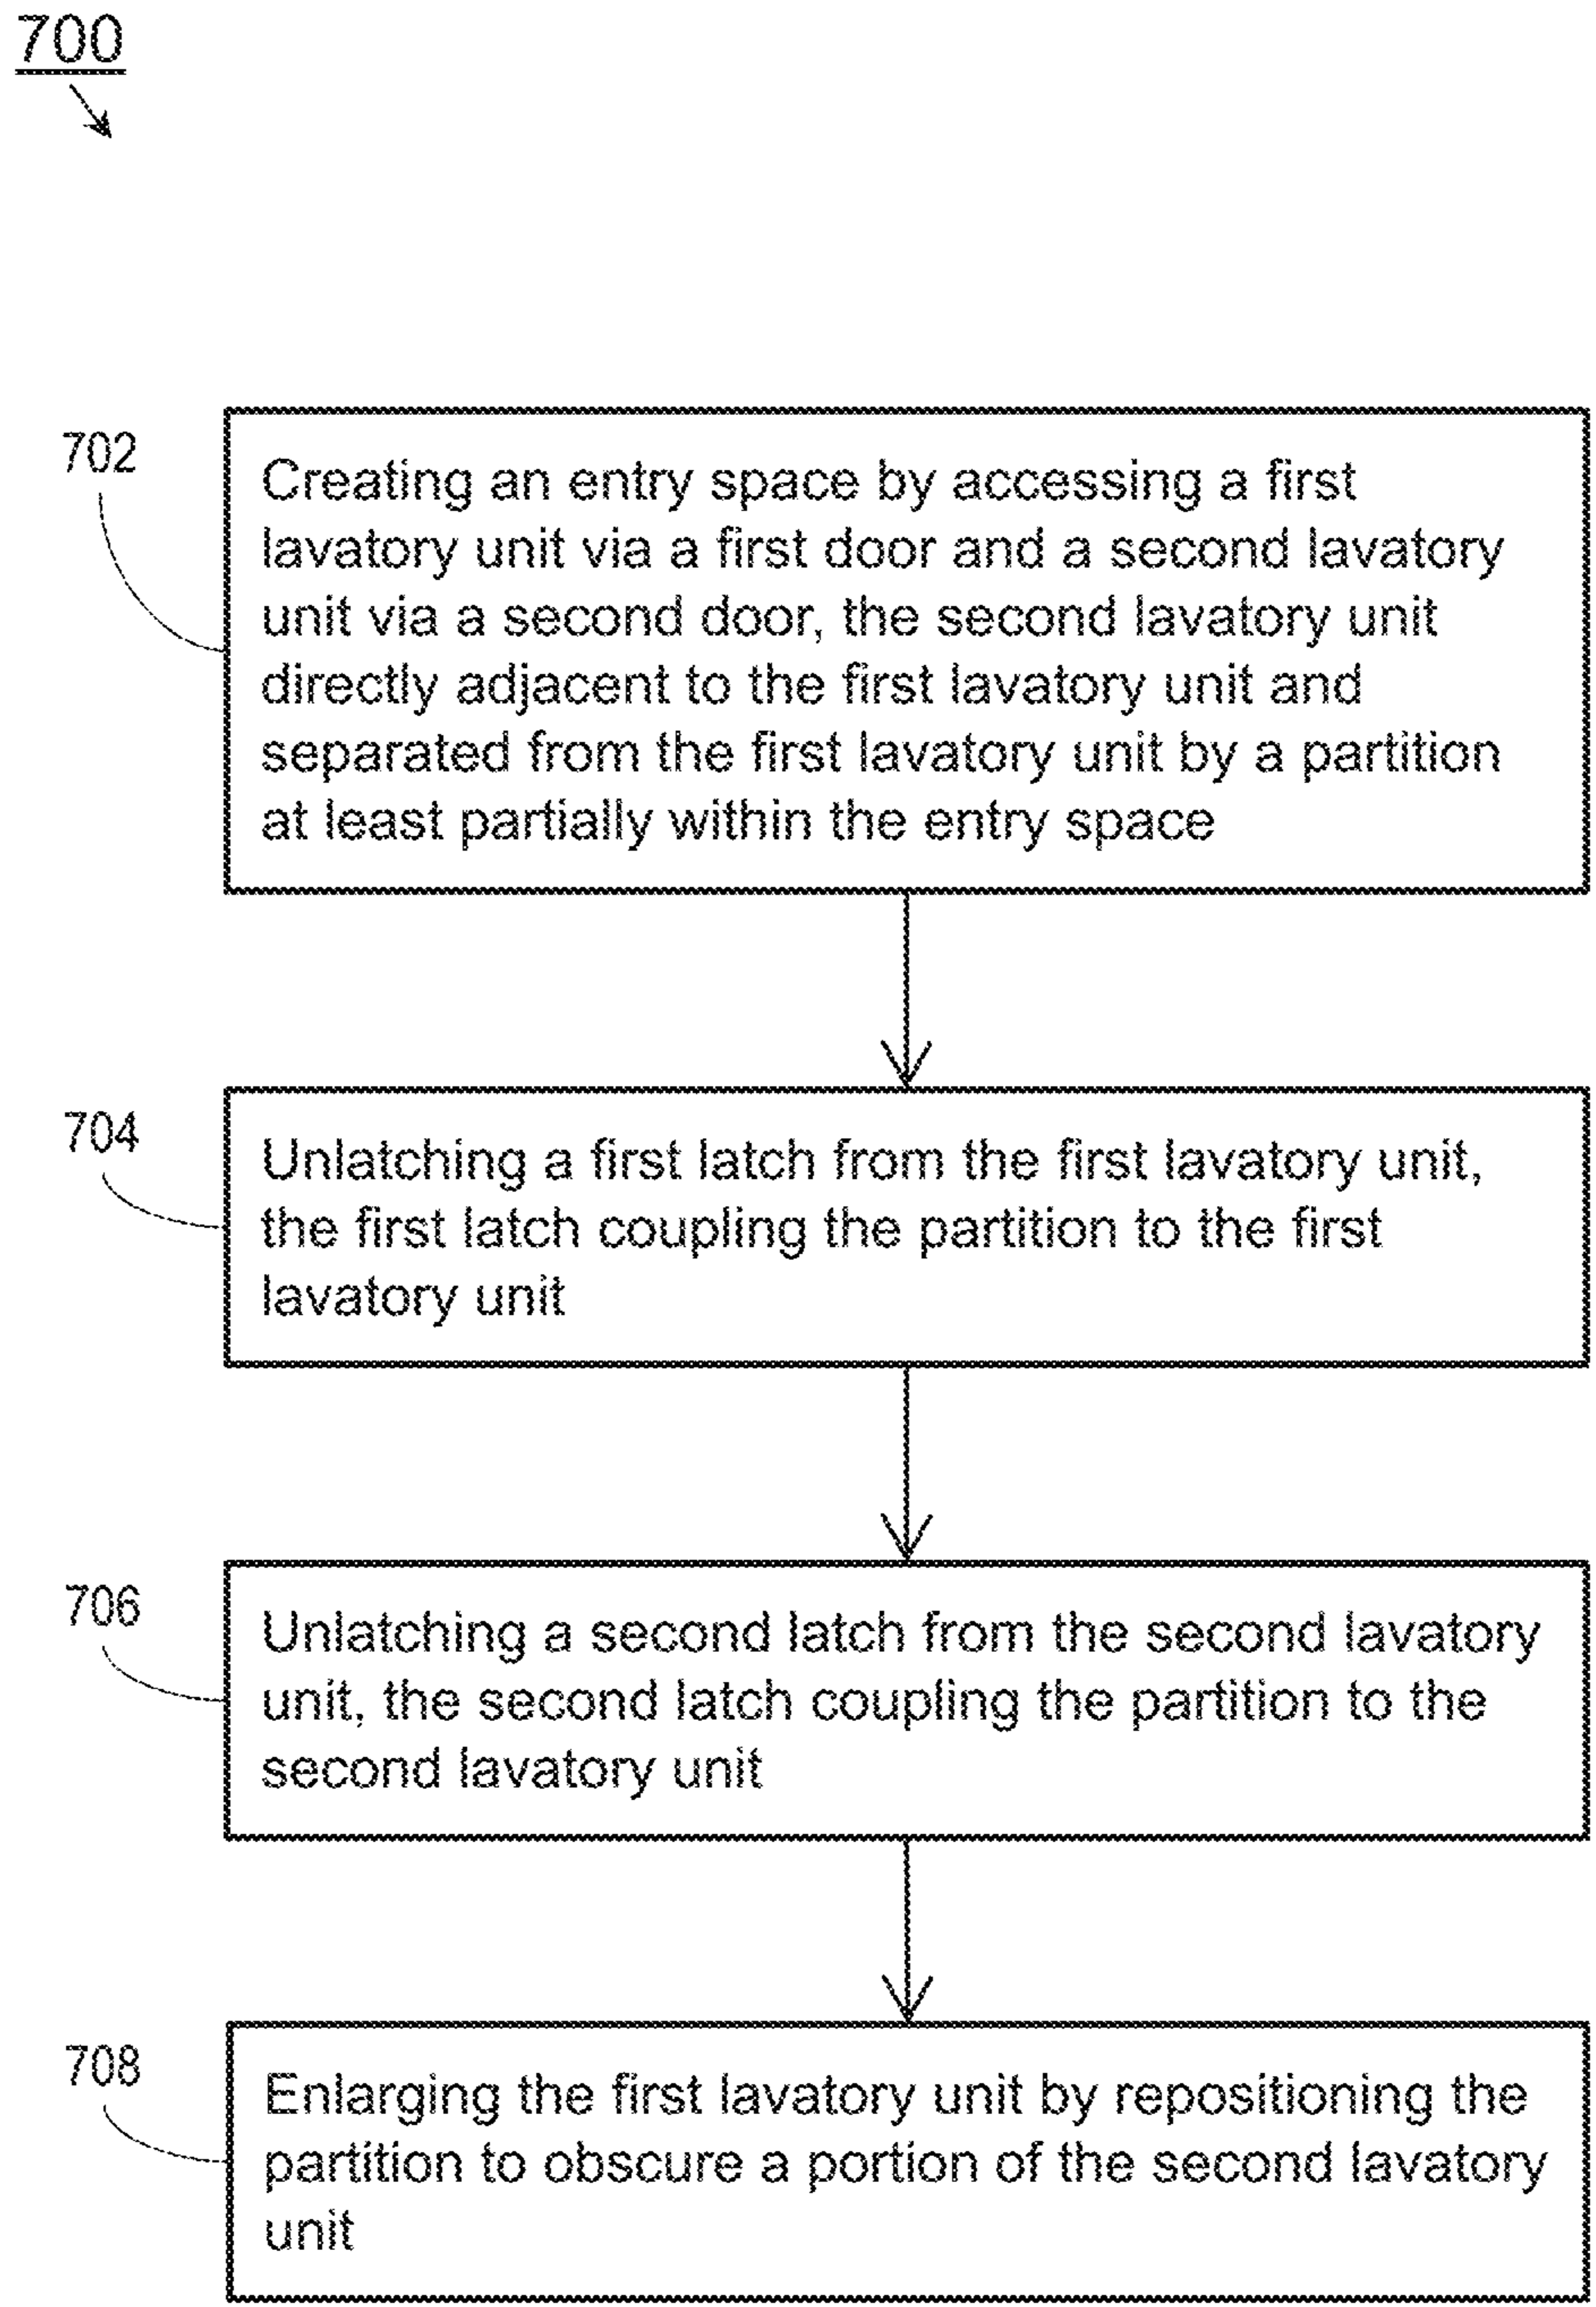 700
702
Creating an entry space by accessing a first
lavatory unit via a first door and a second lavatory
unit via a second door, the second lavatory unit
directly adjacent to the first lavatory unit and
separated from the first lavatory unit by a partition
at least partially within the entry space
704
Unlatching a first latch from the first lavatory unit,
the first latch coupling the partition to the first
lavatory unit
706
Unlatching a second latch from the second lavatory
unit, the second latch coupling the partition to the
second lavatory unit
708
Enlarging the first lavatory unit by repositioning the
partition to obscure a portion of the second lavatory
unit